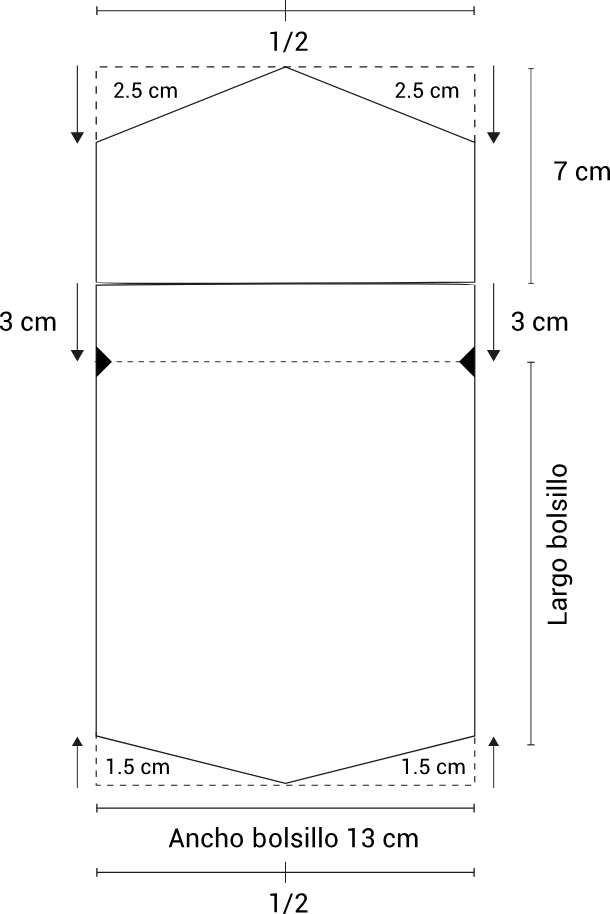 1/2
2.5 cm
2.5 cm
7 cm
3 cm
3 cm
Largo bolsillo
1.5 cm
1.5 cm
Ancho bolsillo 13 cm
1/2